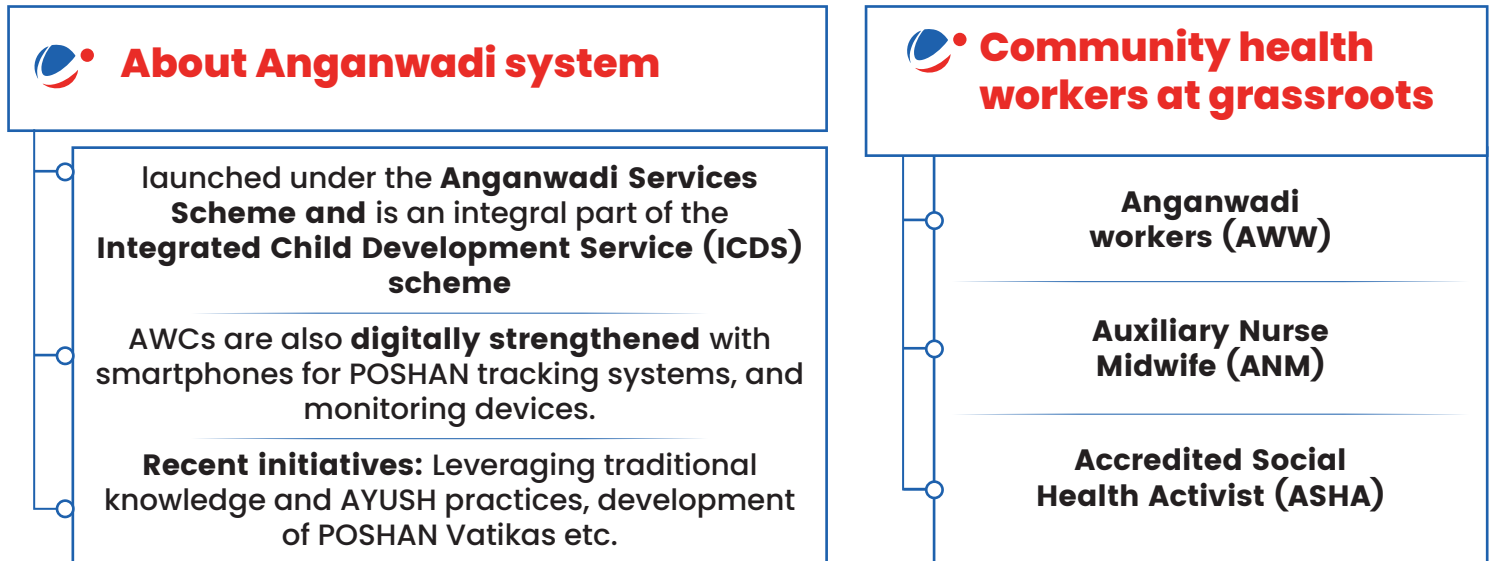 About Anganwadi system
launched under the Anganwadi Services
Scheme and is an integral part of the
Integrated Child Development Service (ICDS)
scheme
AWCs are also digitally strengthened with
smartphones for POSHAN tracking systems, and
monitoring devices.
Recent initiatives: Leveraging traditional
knowledge and AYUSH practices, development
of POSHAN Vatikas etc.
Community health
workers at grassroots
Anganwadi
workers (AWW)
Auxiliary Nurse
Midwife (ANM)
Accredited Social
Health Activist (ASHA)